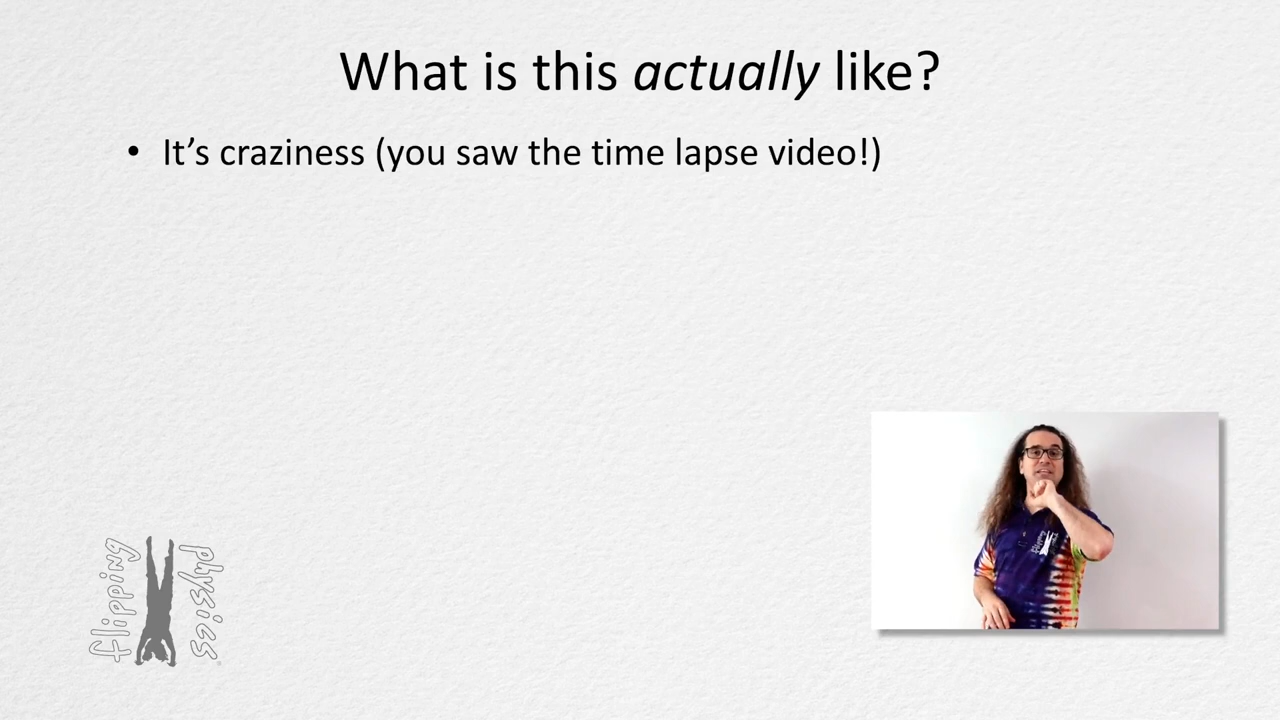 What is this actually like?
• It's craziness (you saw the time lapse video!)
flipping
physics